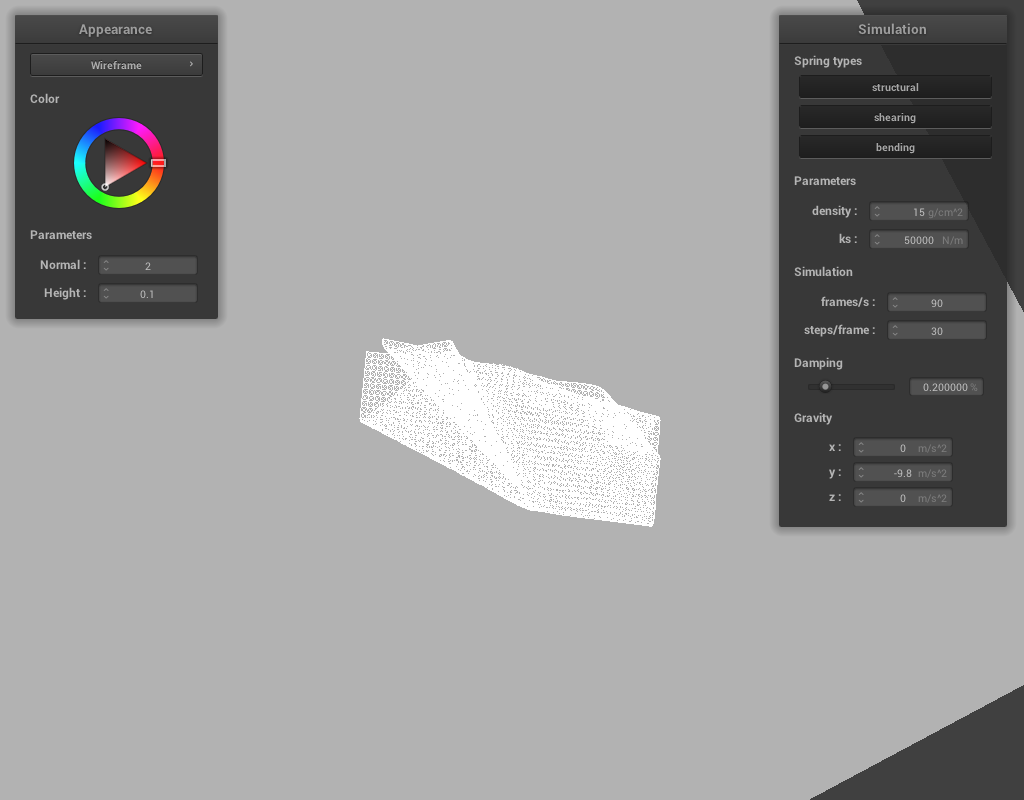 Appearance
Wireframe
Color
Parameters
Normal : 2
Height : 0.1
Simulation
Spring types
structural
shearing
bending
Parameters
density : 15 g/cm^2
ks : 50000 N/m
Simulation
frames/s : 90
steps/frame : 30
Damping
0.200000 %
Gravity
x : 0 m/s^2
y : -9.8 m/s^2
z : 0 m/s^2